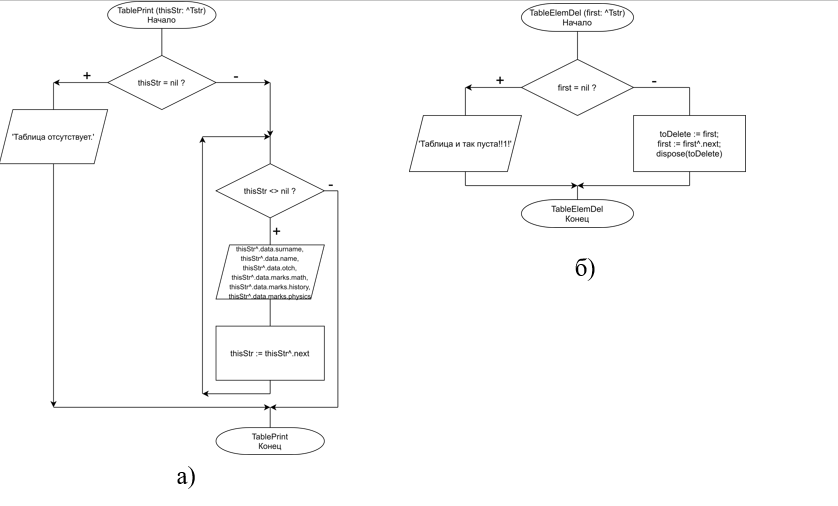 TablePrint (thisStr: ^Tstr)
Начало
thisStr = nil ?
+
-
'Таблица отсутствует.'
thisStr <> nil ?
-
+
thisStr^.data.surname,
thisStr^.data.name,
thisStr^.data.otch,
thisStr^.data.marks.math,
thisStr^.data.marks.history,
thisStr^.data.marks.physics
thisStr := thisStr^.next
TablePrint
Конец
а)
TableElemDel (first: ^Tstr)
Начало
first = nil ?
+
-
'Таблица и так пуста!!1!'
toDelete := first;
first := first^.next;
dispose(toDelete)
TableElemDel
Конец
б)